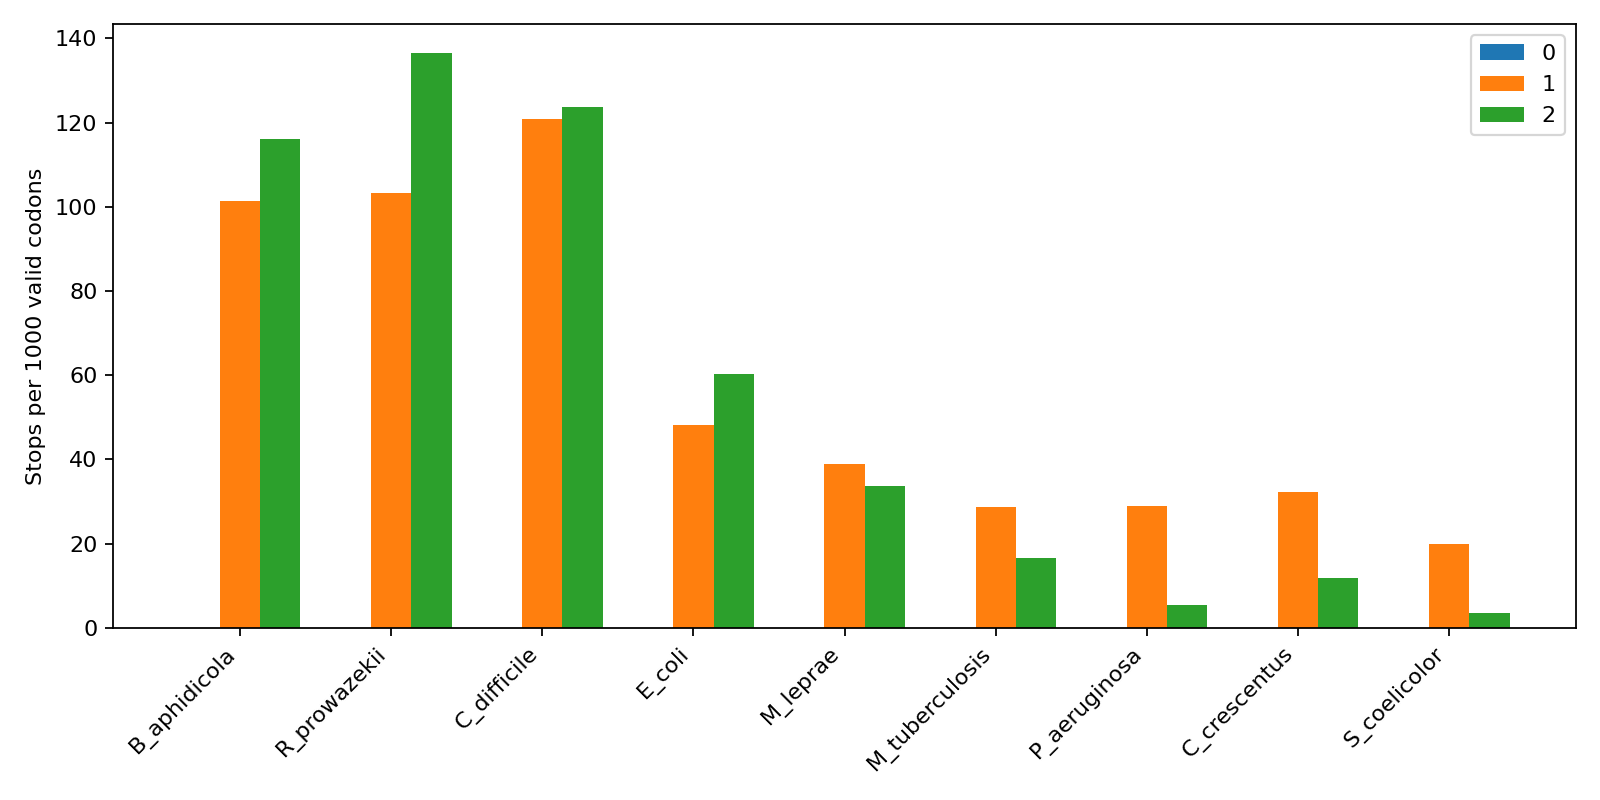 140
120
100
80
60
40
20
0
Stops per 1000 valid codons
0
1
2
B_aphidicola
R_prowazekii
C_difficile
E_coli
M_leprae
M_tuberculosis
P_aeruginosa
C_crescentus
S_coelicolor